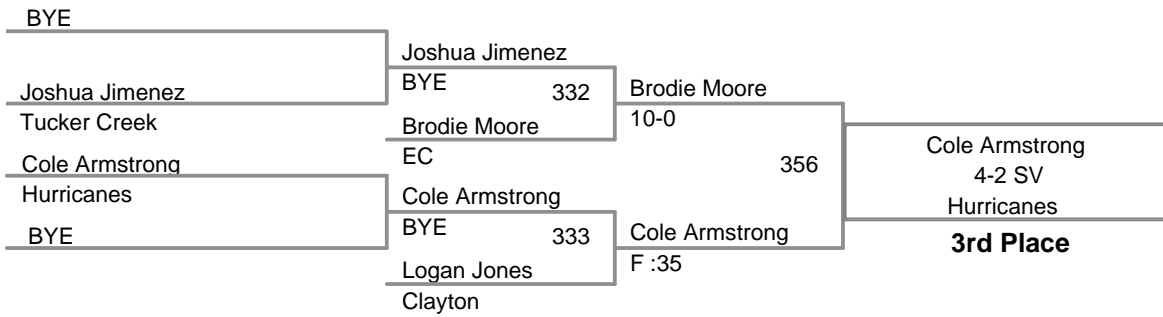 BYE
Joshua Jimenez
BYE
332
Joshua Jimenez
Tucker Creek
Brodie Moore
10-0
Brodie Moore
EC
Cole Armstrong
Hurricanes
356
Cole Armstrong
4-2 SV
Hurricanes
3rd Place
Cole Armstrong
BYE
333
BYE
Cole Armstrong
F :35
Logan Jones
Clayton